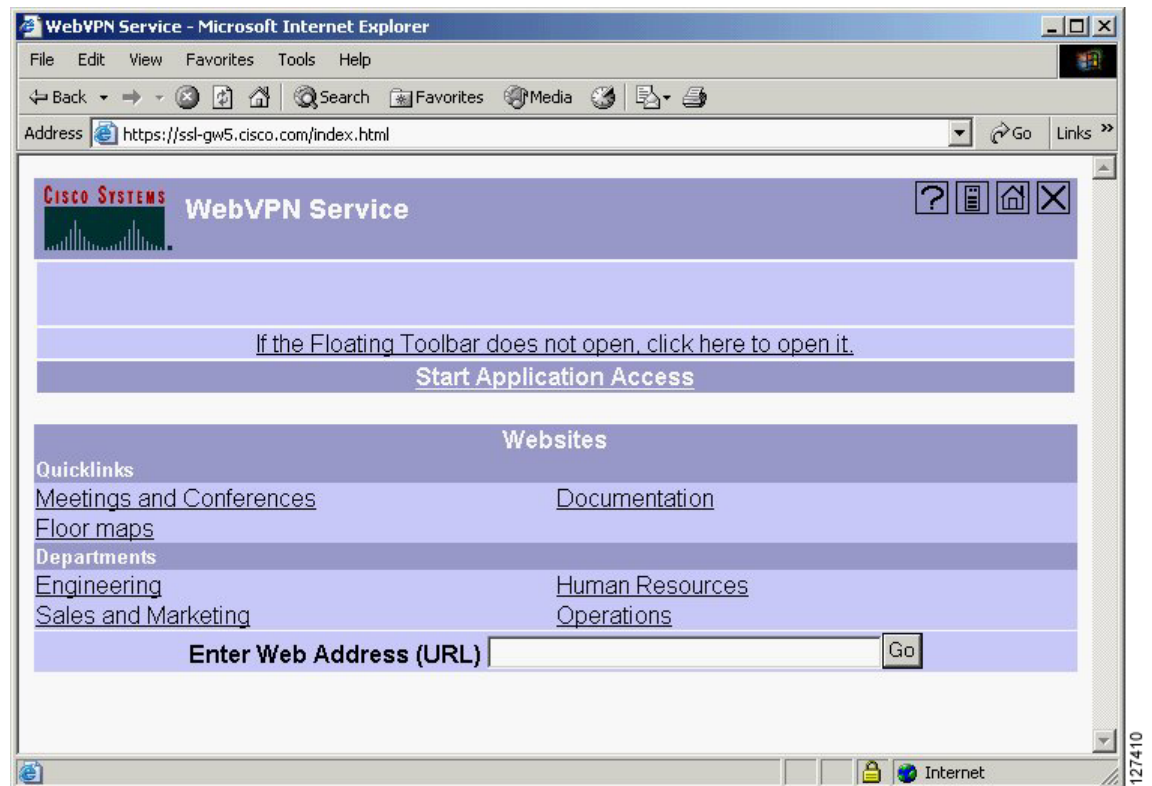 WebVPN Service - Microsoft Internet Explorer
File Edit View Favorites Tools Help
Back Search Favorites Media
Address https://ssl-gw5.cisco.com/index.html Go Links »
CISCO SYSTEMS
WebVPN Service
?
If the Floating Toolbar does not open, click here to open it.
Start Application Access
Websites
Quicklinks
Meetings and Conferences Documentation
Floor maps
Departments
Engineering Human Resources
Sales and Marketing Operations
Enter Web Address (URL) Go
Internet
127410